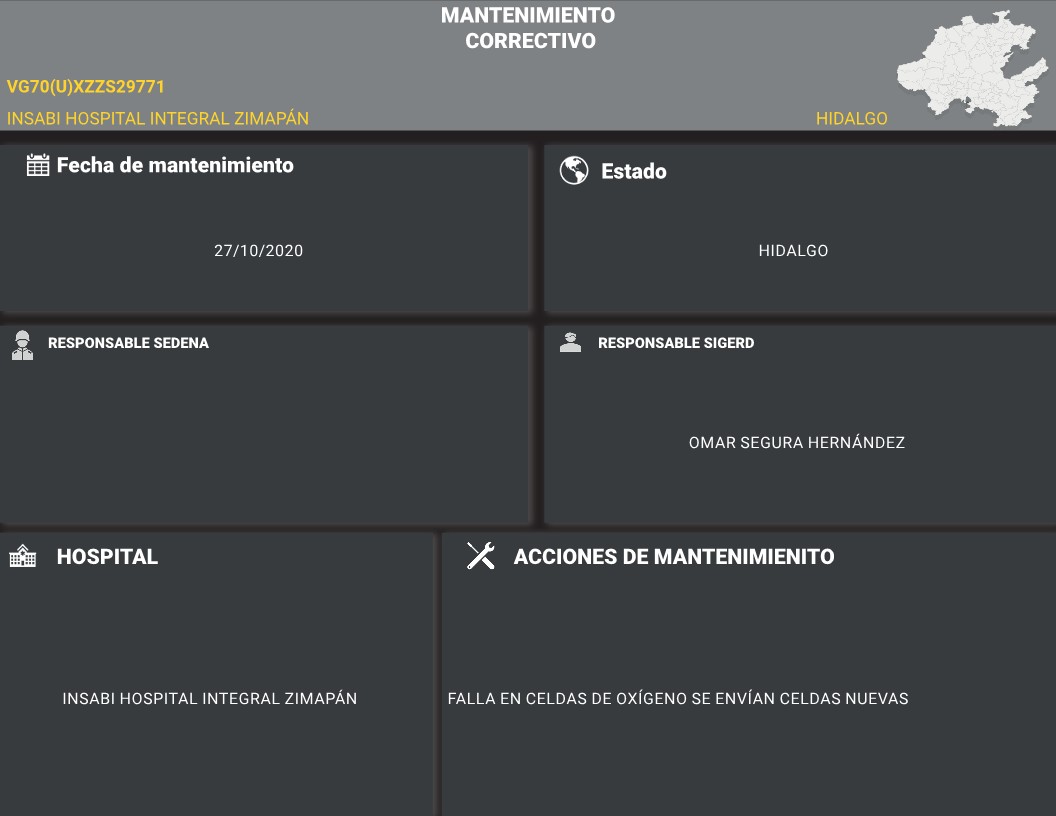 MANTENIMIENTO
CORRECTIVO
VG70(U)XZZS29771
INSABI HOSPITAL INTEGRAL ZIMAPÁN
HIDALGO
Fecha de mantenimiento
27/10/2020
Estado
HIDALGO
RESPONSABLE SEDENA
RESPONSABLE SIGERD
OMAR SEGURA HERNÁNDEZ
HOSPITAL
INSABI HOSPITAL INTEGRAL ZIMAPÁN
ACCIONES DE MANTENIMIENITO
FALLA EN CELDAS DE OXÍGENO SE ENVÍAN CELDAS NUEVAS